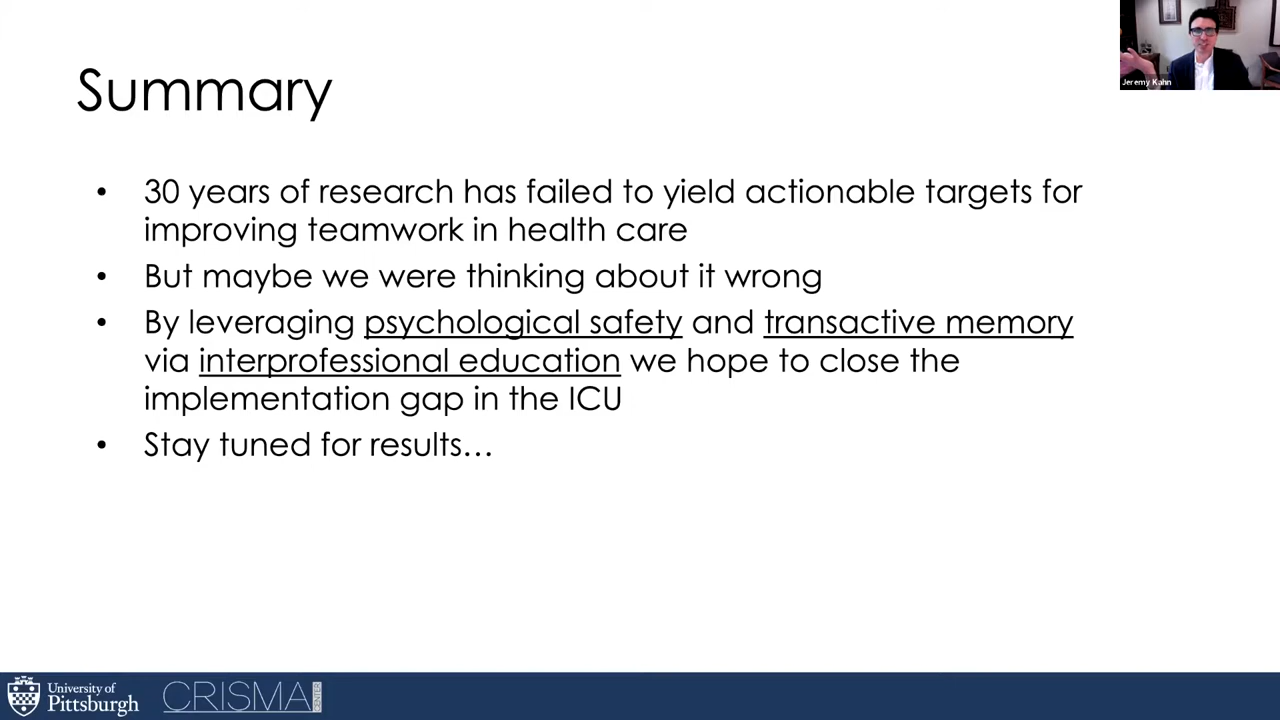 Jeremy Kahn
Summary
• 30 years of research has failed to yield actionable targets for
improving teamwork in health care
• But maybe we were thinking about it wrong
• By leveraging psychological safety and transactive memory
via interprofessional education we hope to close the
implementation gap in the ICU
• Stay tuned for results…
University of
Pittsburgh
CRISMA
CENTER